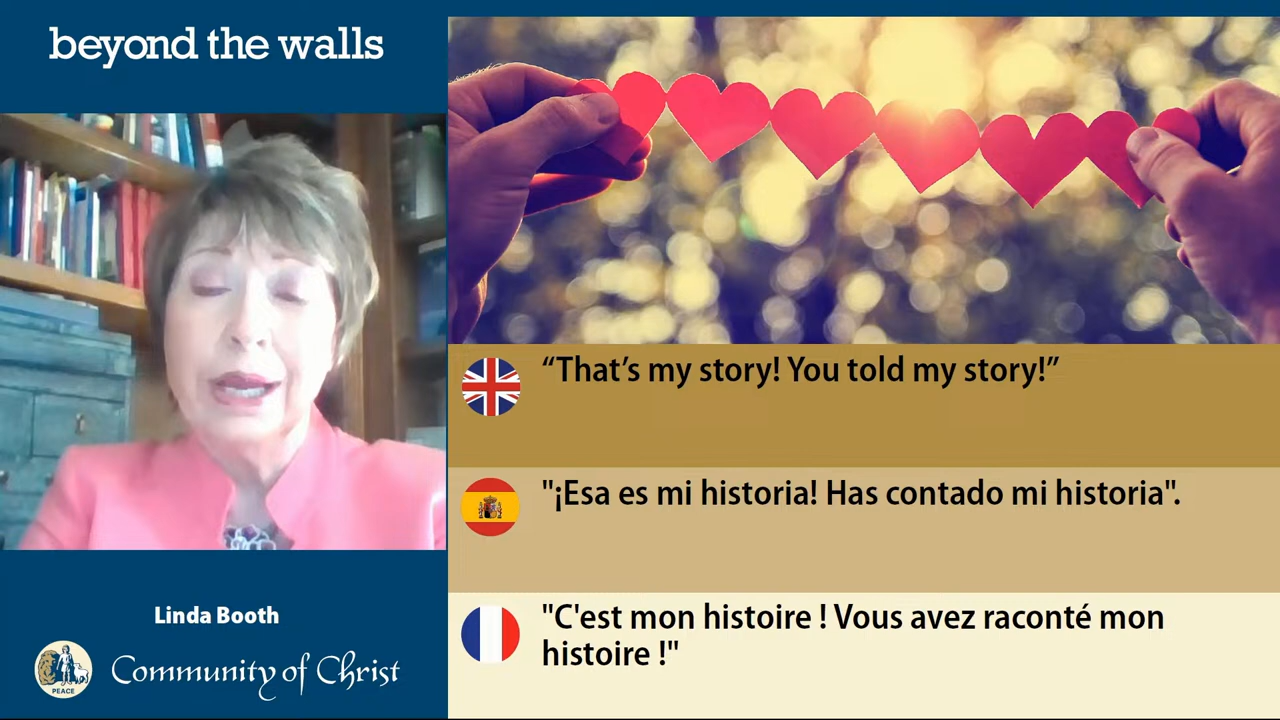 beyond the walls
“That’s my story! You told my story!”
"¡Esa es mi historia! Has contado mi historia".
"C'est mon histoire ! Vous avez raconté mon
histoire !"
Linda Booth
PEACE
Community of Christ